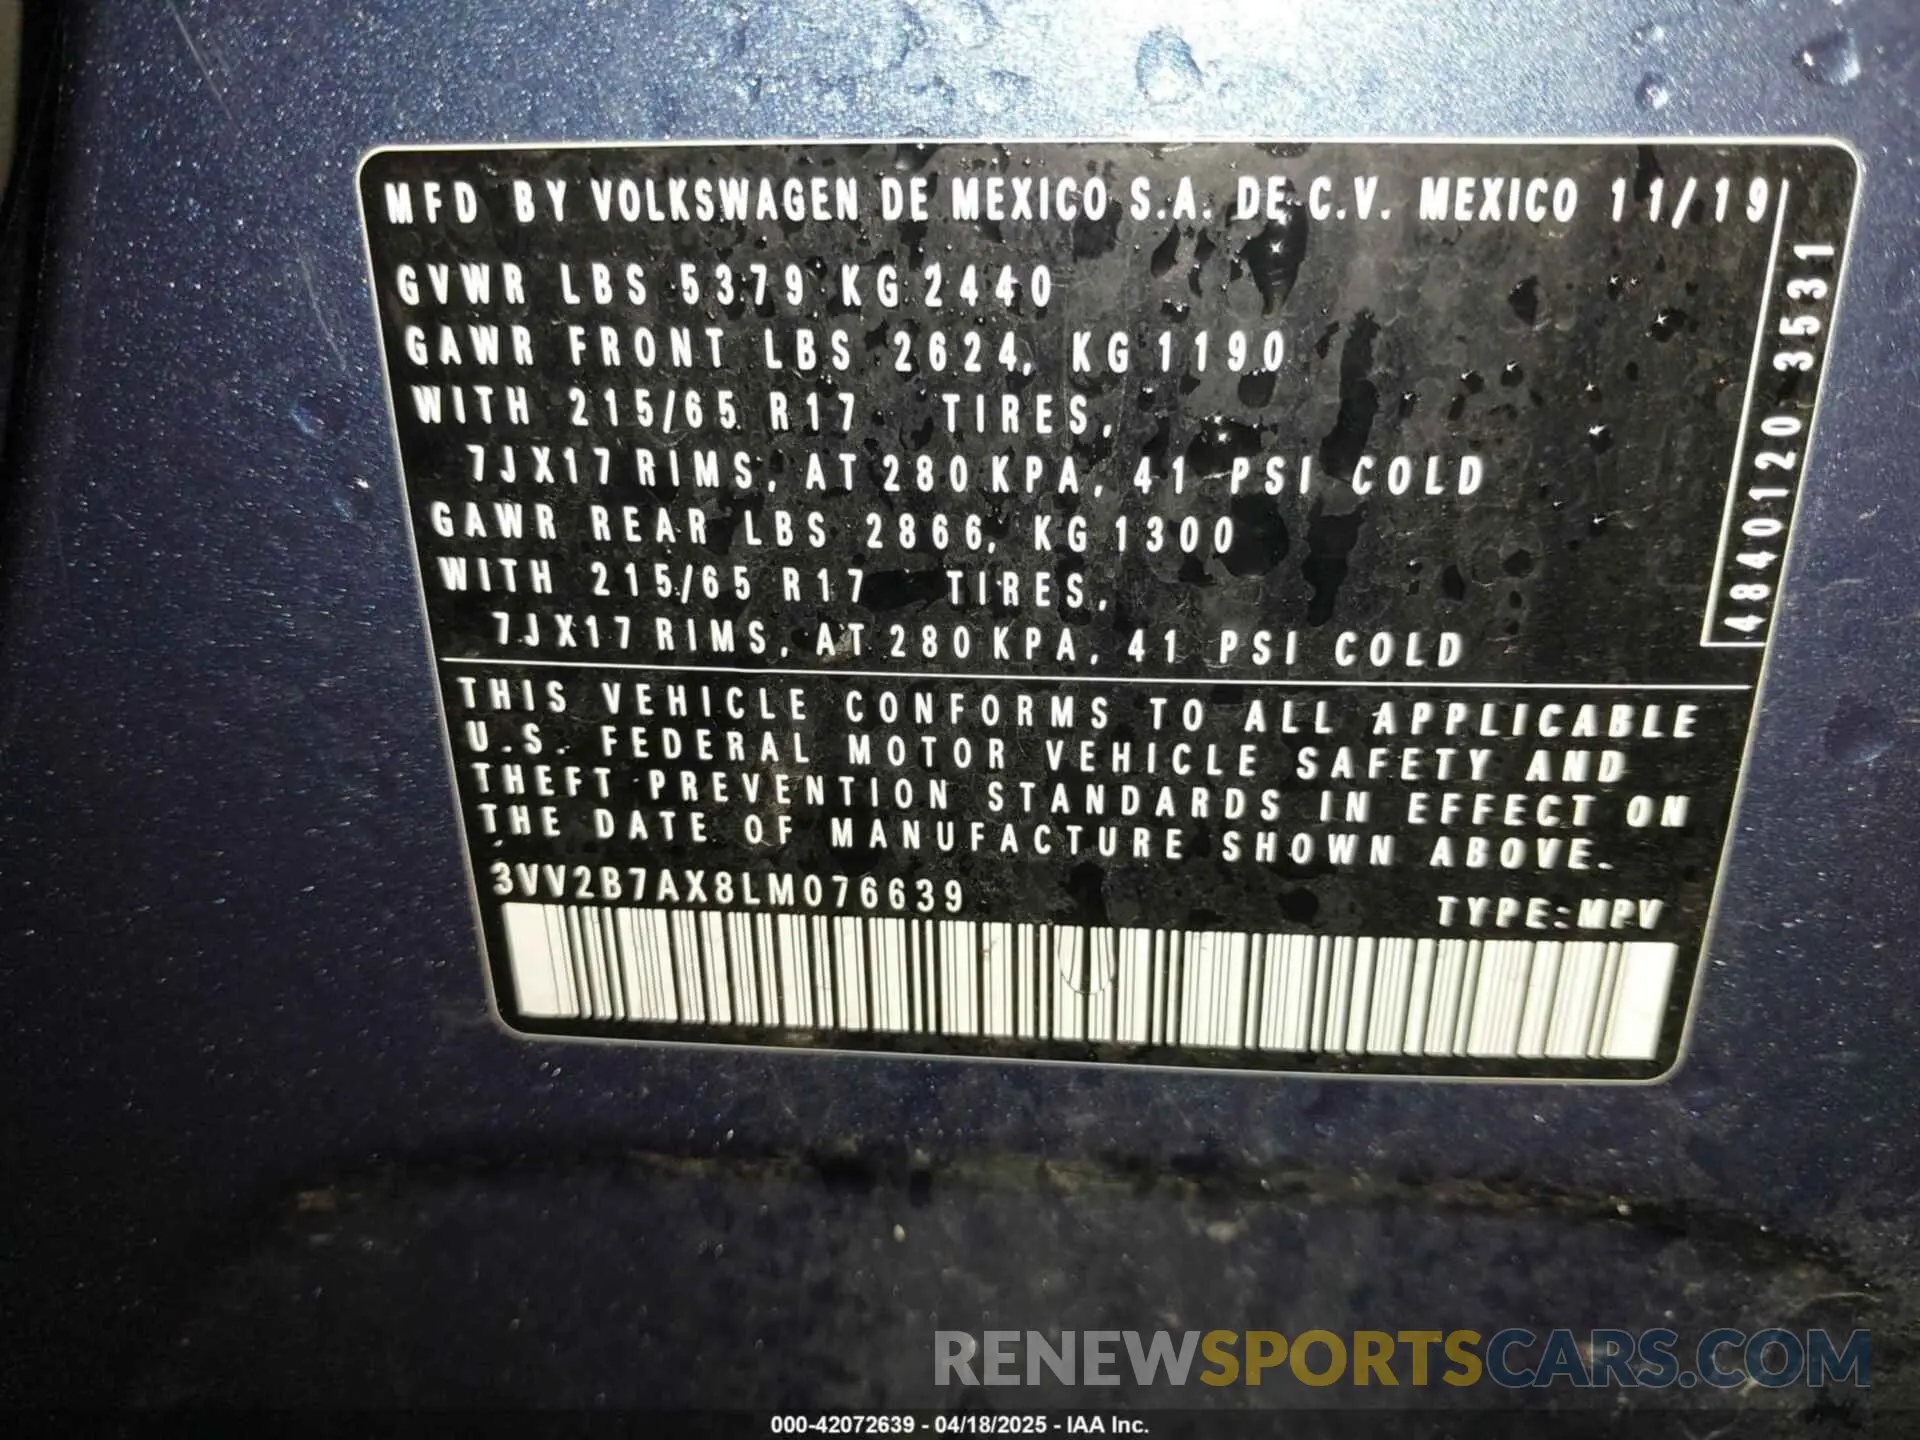 MFD BY VOLKSWAGEN DE MEXICO S.A. DE C.V. MEXICO 11/19
GVWR LBS 5379 KG 2440
GAWR FRONT LBS 2624, KG 1190
WITH 215/65 R17 TIRES,
7JX17 RIMS, AT 280 KPA, 41 PSI COLD
GAWR REAR LBS 2866, KG 1300
WITH 215/65 R17 TIRES,
7JX17 RIMS, AT 280 KPA, 41 PSI COLD
4840120 3531
THIS VEHICLE CONFORMS TO ALL APPLICABLE
U.S. FEDERAL MOTOR VEHICLE SAFETY AND
THEFT PREVENTION STANDARDS IN EFFECT ON
THE DATE OF MANUFACTURE SHOWN ABOVE.
3VV2B7AX8LM076639
TYPE:MPV
RENEWSPORTSCARS.COM
000-42072639 - 04/18/2025 - IAA Inc.